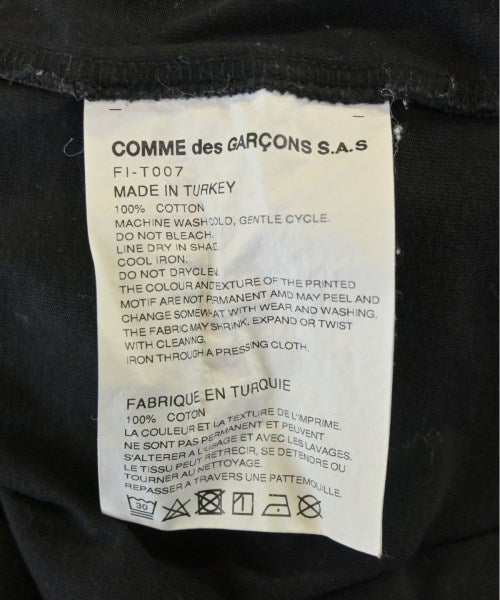 COMME des GARÇONS S.A.S
FI-T007
MADE IN TURKEY
100% COTTON
MACHINE WASH COLD, GENTLE CYCLE.
DO NOT BLEACH.
LINE DRY IN SHADE.
COOL IRON.
DO NOT DRYCLEN.
THE COLOUR AND TEXTURE OF THE PRINTED
MOTIF ARE NOT PRMANENT AMD MAY PEEL AND
CHANGE SOMEWHAT WITH WEAR AND WASHING.
THE FABRIC MAY SHRINK, EXPAND OR TWIST
WITH CLEANING.
IRON THROUGH A PRESSING CLOTH.
FABRIQUE EN TURQUIE
100% COTON
LA COULEUR ET LA TEXTURE DE L'IMPRIME.
NE SONT PAS PERMANENT ET PEUVENT
S'ALTERER A L'USAGE ET AVEC LES LAVAGES.
LE TISSU PEUT RETRECIR, SE DETENDRE OU
TOURNER AU NETTOYAGE.
REPASSER A TRAVERS UNE PATTEMOUILLE.
30